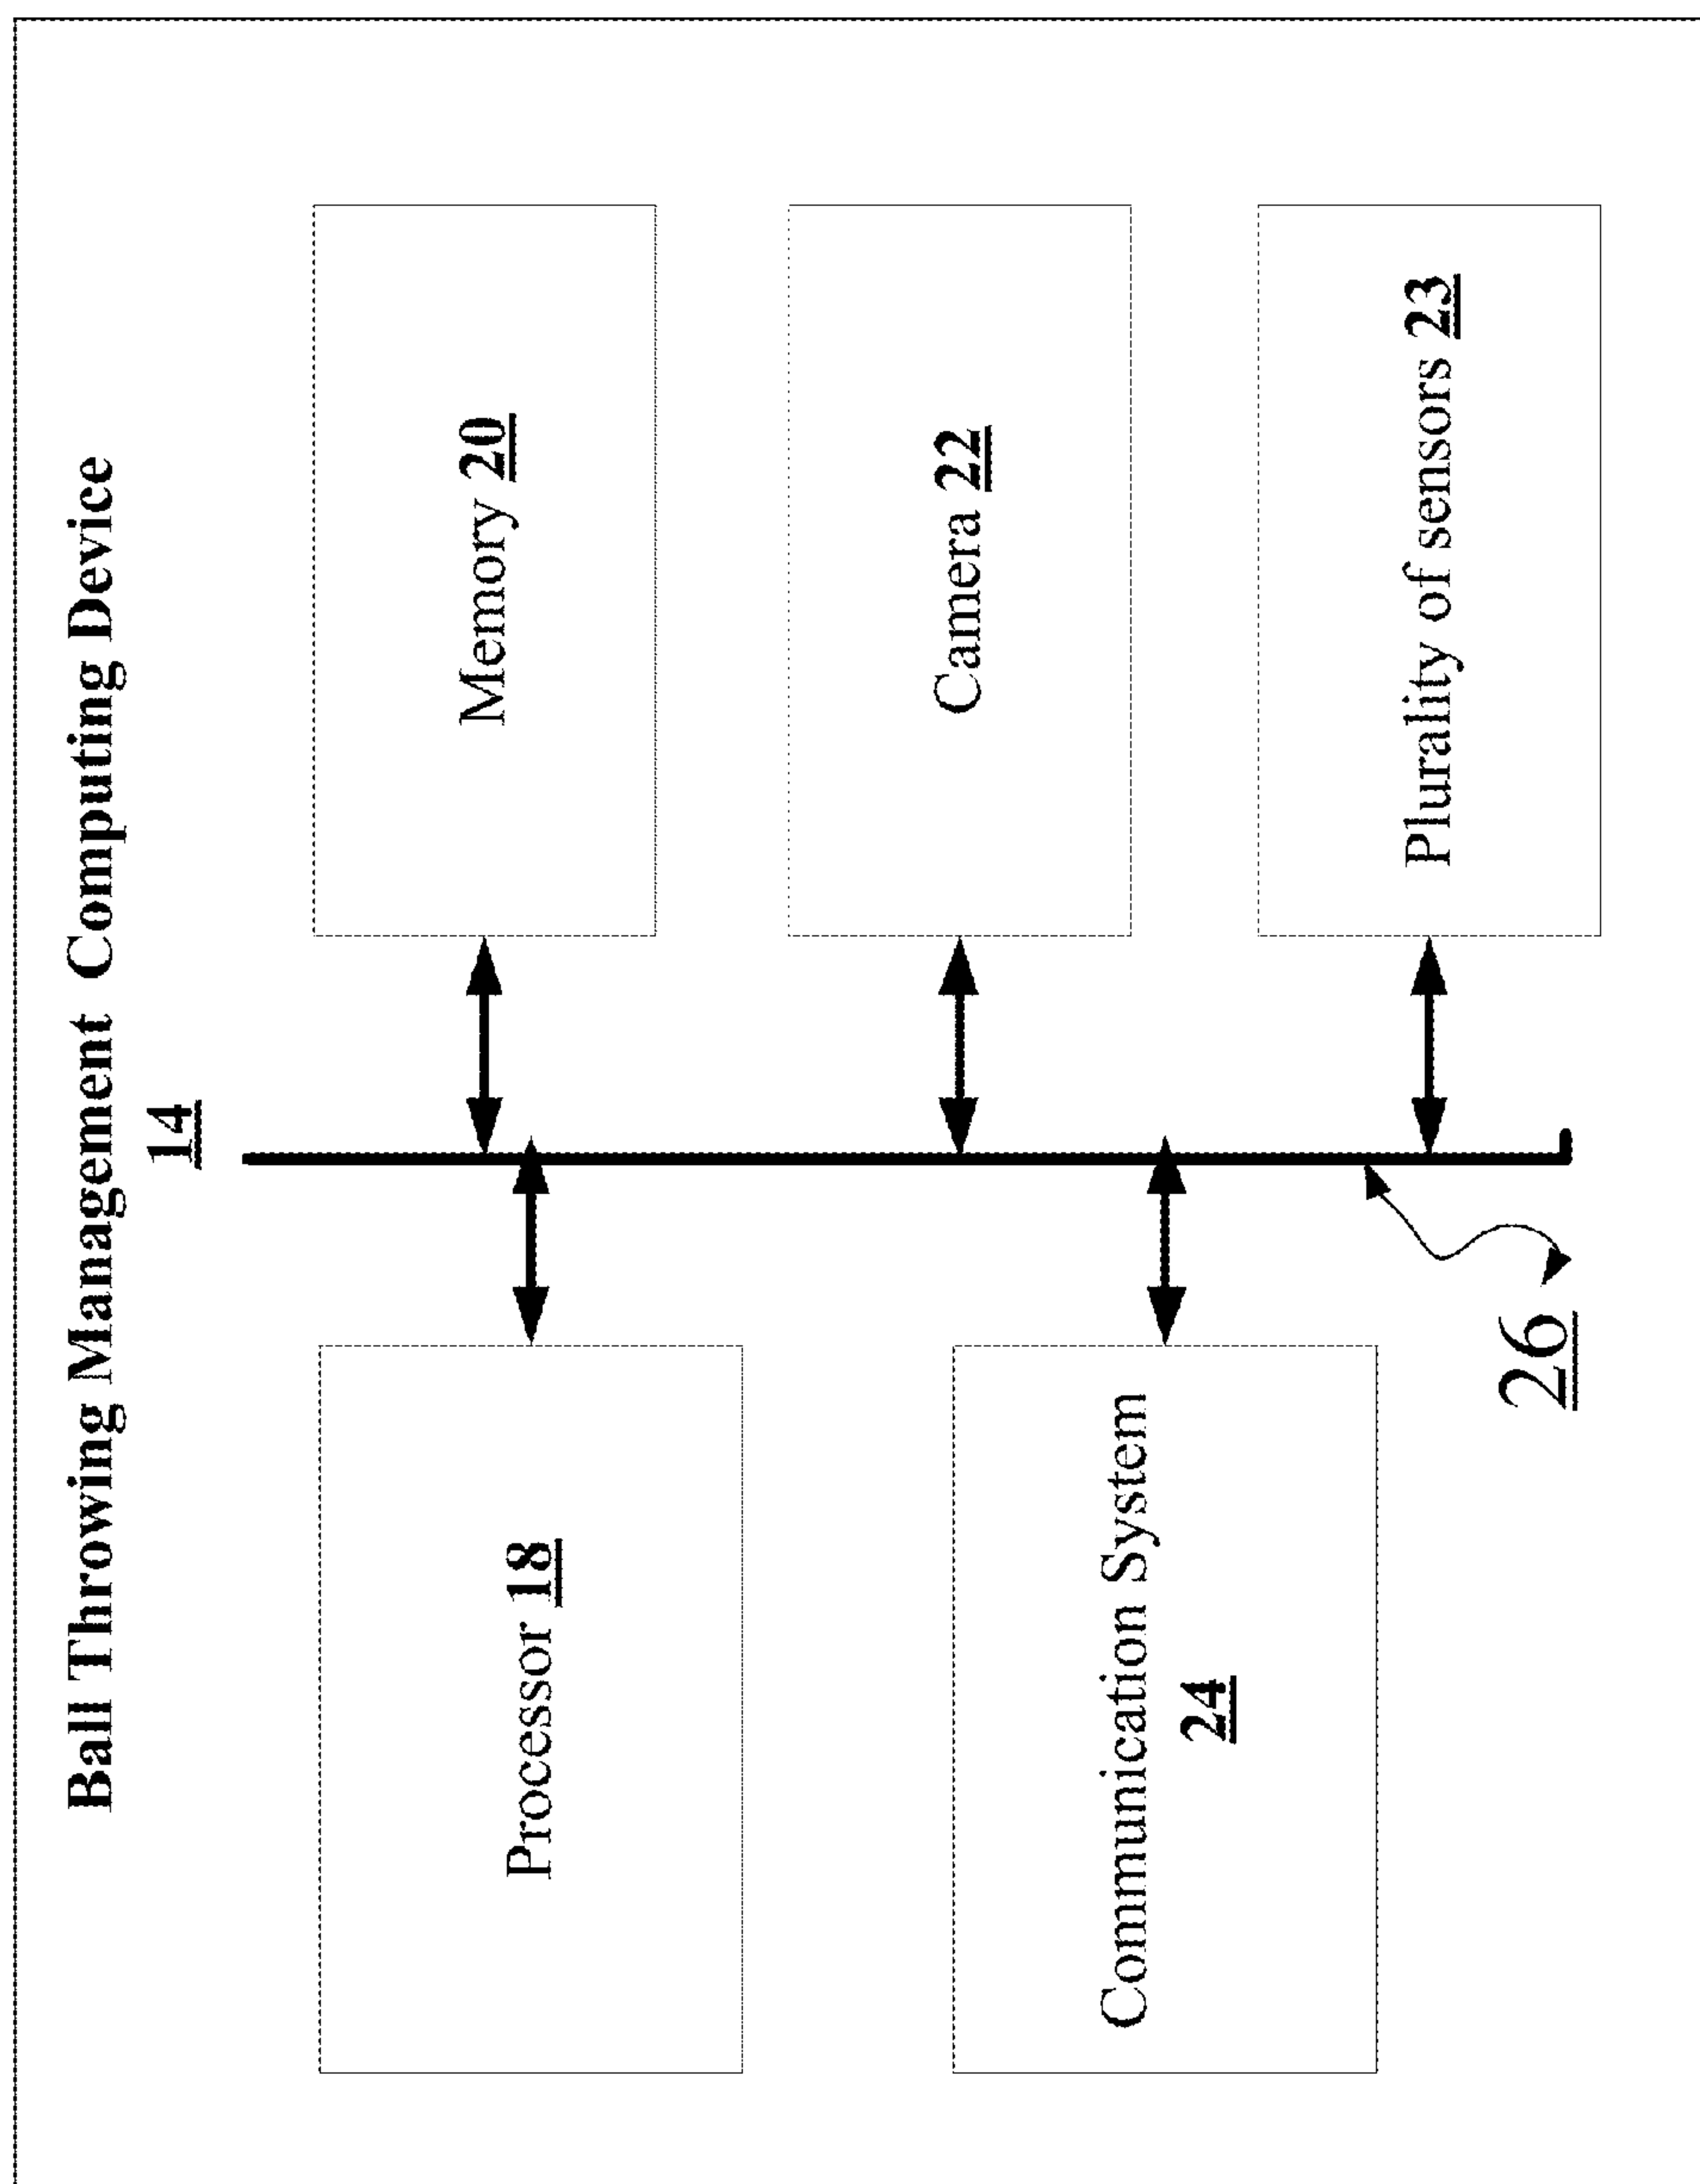 Ball Throwing Management Computing Device
14
Processor 18
Memory 20
Camera 22
Communication System
24
Plurality of sensors 23
26